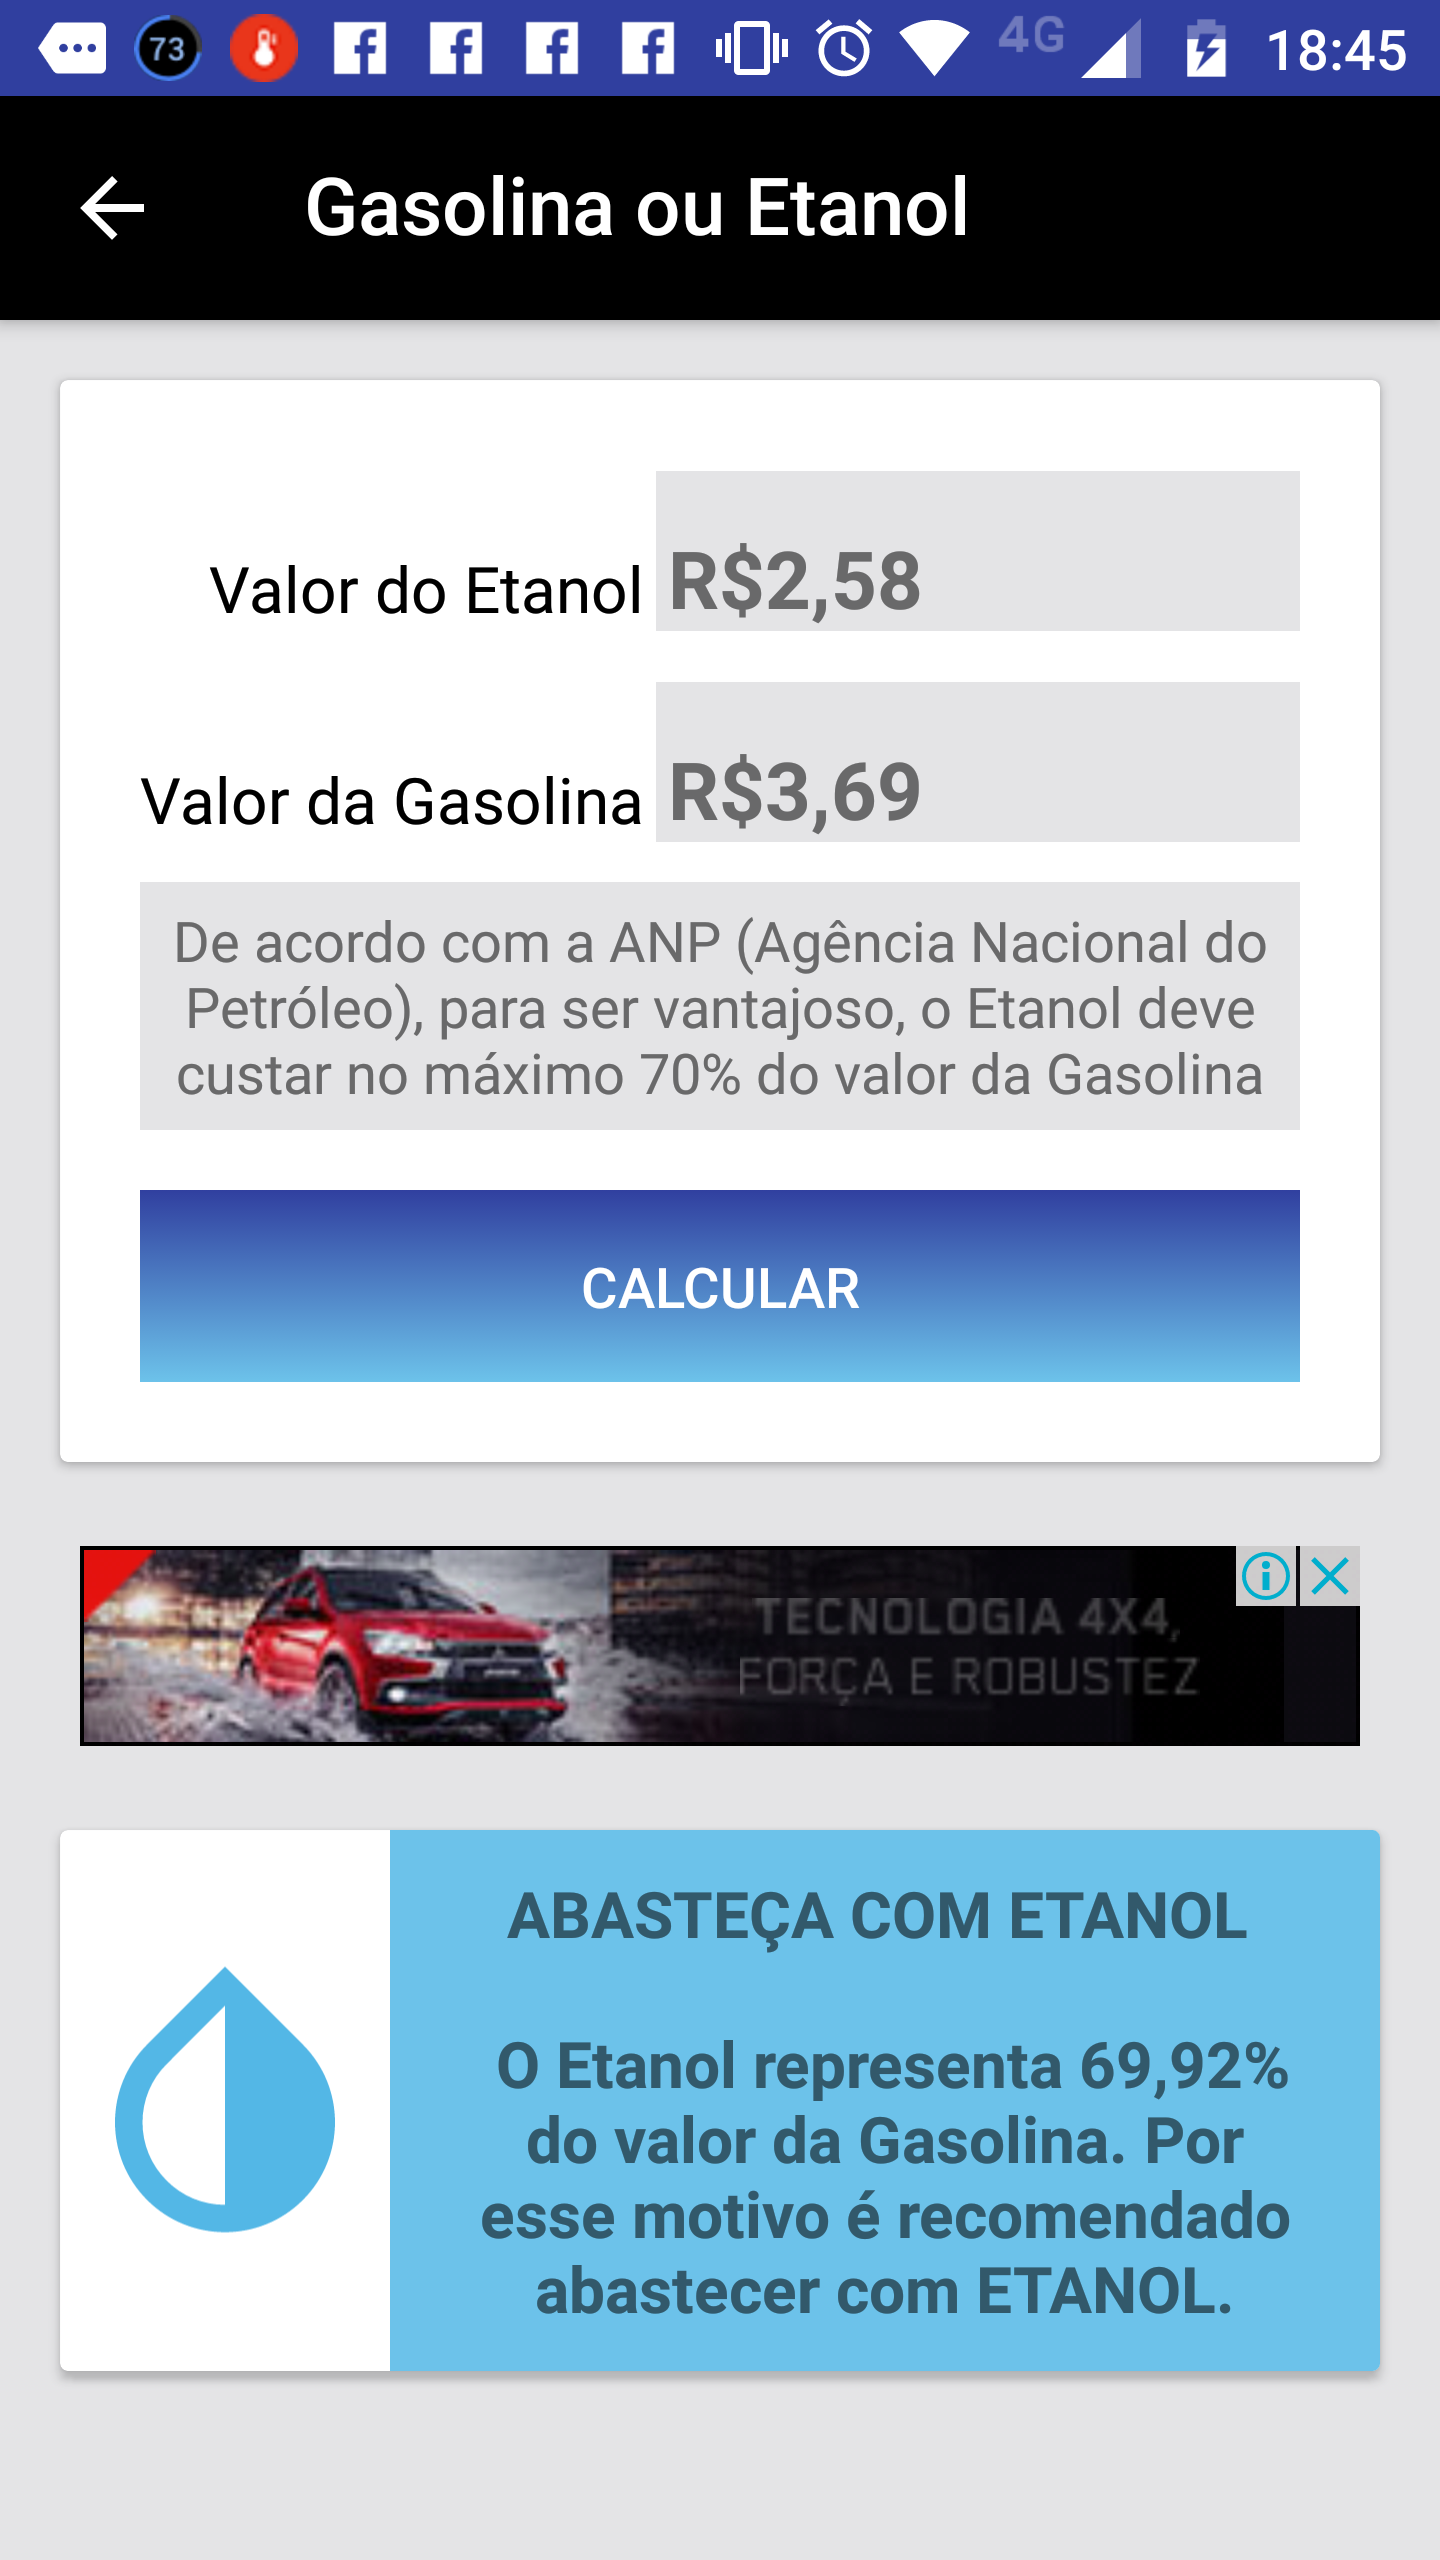 73
4G
18:45
Gasolina ou Etanol
Valor do Etanol R$2,58
Valor da Gasolina R$3,69
De acordo com a ANP (Agência Nacional do
Petróleo), para ser vantajoso, o Etanol deve
custar no máximo 70% do valor da Gasolina
CALCULAR
TECNOLOGIA 4X4,
FORÇA E ROBUSTEZ
ABASTEÇA COM ETANOL
O Etanol representa 69,92%
do valor da Gasolina. Por
esse motivo é recomendado
abastecer com ETANOL.